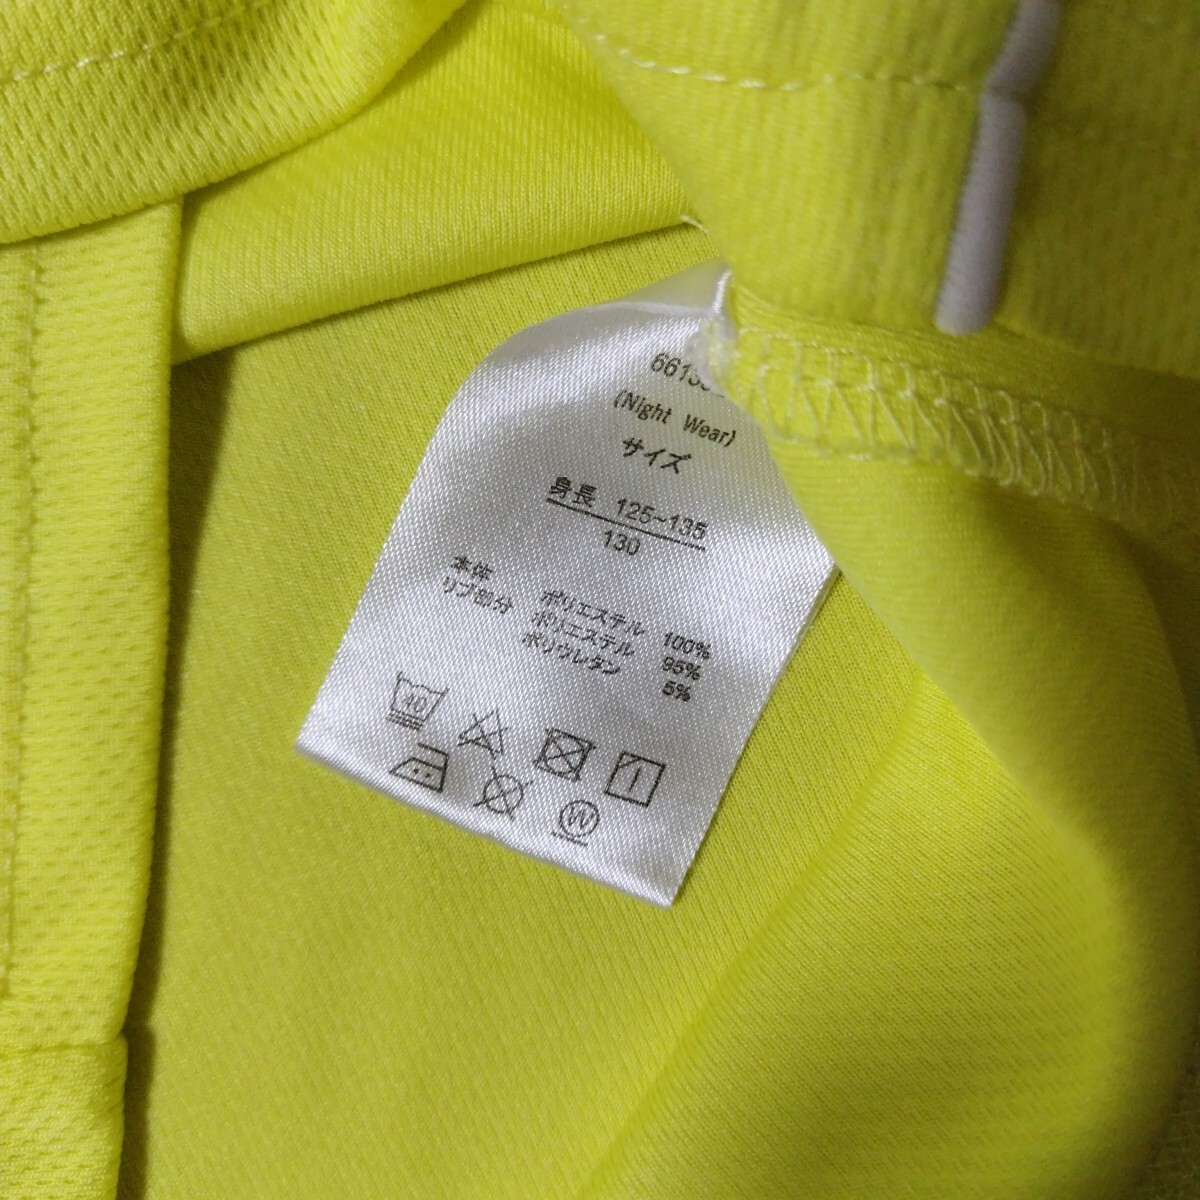 (Night Wear)
サイズ
身長 125~135
130
本体 ポリエステル 100%
リブ部分 ポリエステル 95%
ポリウレタン 5%
40
W